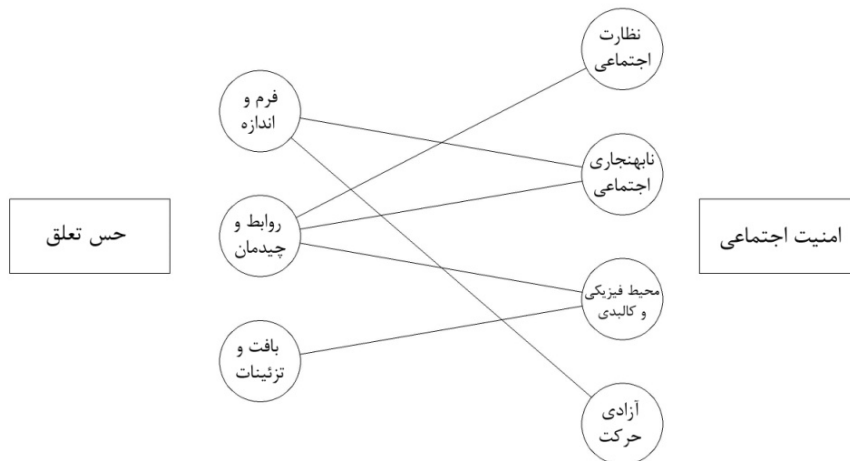 نظارت
اجتماعی
فرم و
اندازه
نابهنجاری
اجتماعی
امنیت اجتماعی
روابط و
چیدمان
حس تعلق
محیط فیزیکی
و کالبدی
بافت و
تزئینات
آزادی
حرکت